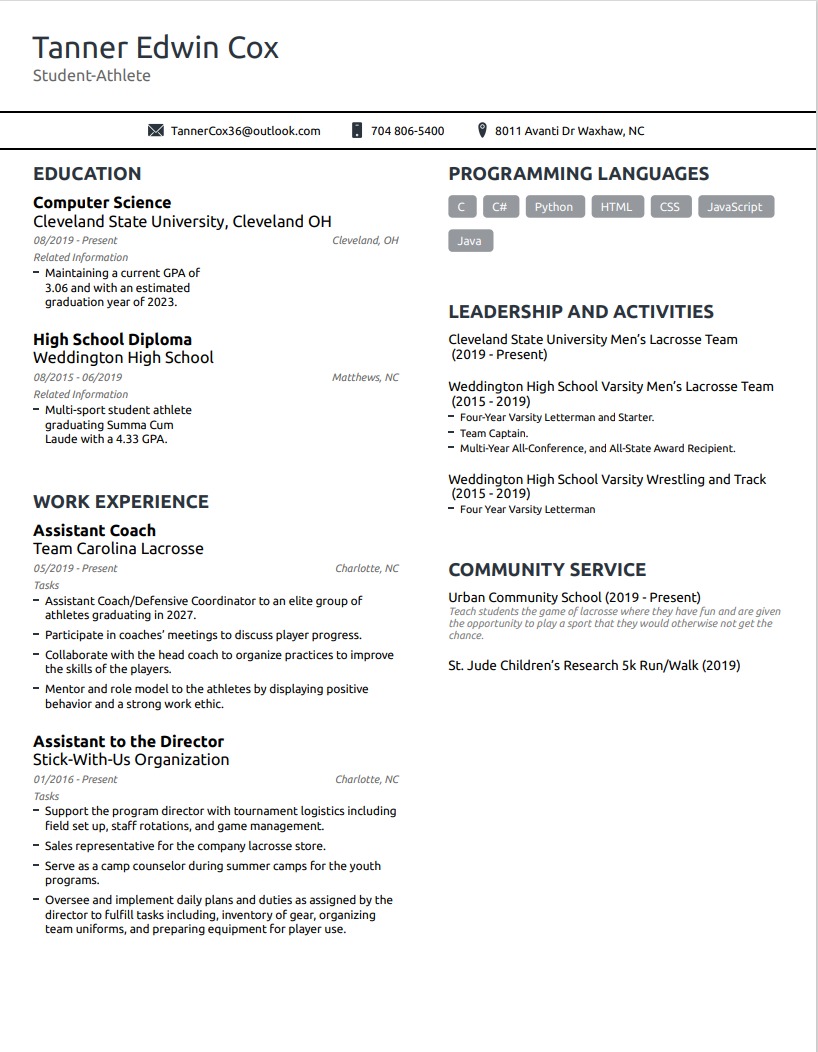 Tanner Edwin Cox
Student-Athlete
TannerCox36@outlook.com 704 806-5400 8011 Avanti Dr Waxhaw, NC
EDUCATION
Computer Science
Cleveland State University, Cleveland OH
08/2019 - Present Cleveland, OH
Related Information
– Maintaining a current GPA of
3.06 and with an estimated
graduation year of 2023.
High School Diploma
Weddington High School
08/2015 - 06/2019 Matthews, NC
Related Information
– Multi-sport student athlete
graduating Summa Cum
Laude with a 4.33 GPA.
WORK EXPERIENCE
Assistant Coach
Team Carolina Lacrosse
05/2019 - Present Charlotte, NC
Tasks
– Assistant Coach/Defensive Coordinator to an elite group of
athletes graduating in 2027.
– Participate in coaches’ meetings to discuss player progress.
– Collaborate with the head coach to organize practices to improve
the skills of the players.
– Mentor and role model to the athletes by displaying positive
behavior and a strong work ethic.
Assistant to the Director
Stick-With-Us Organization
01/2016 - Present Charlotte, NC
Tasks
– Support the program director with tournament logistics including
field set up, staff rotations, and game management.
– Sales representative for the company lacrosse store.
– Serve as a camp counselor during summer camps for the youth
programs.
– Oversee and implement daily plans and duties as assigned by the
director to fulfill tasks including, inventory of gear, organizing
team uniforms, and preparing equipment for player use.
PROGRAMMING LANGUAGES
C C# Python HTML CSS JavaScript
Java
LEADERSHIP AND ACTIVITIES
Cleveland State University Men’s Lacrosse Team
(2019 - Present)
Weddington High School Varsity Men’s Lacrosse Team
(2015 - 2019)
– Four-Year Varsity Letterman and Starter.
– Team Captain.
– Multi-Year All-Conference, and All-State Award Recipient.
Weddington High School Varsity Wrestling and Track
(2015 - 2019)
– Four Year Varsity Letterman
COMMUNITY SERVICE
Urban Community School (2019 - Present)
Teach students the game of lacrosse where they have fun and are given
the opportunity to play a sport that they would otherwise not get the
chance.
St. Jude Children’s Research 5k Run/Walk (2019)